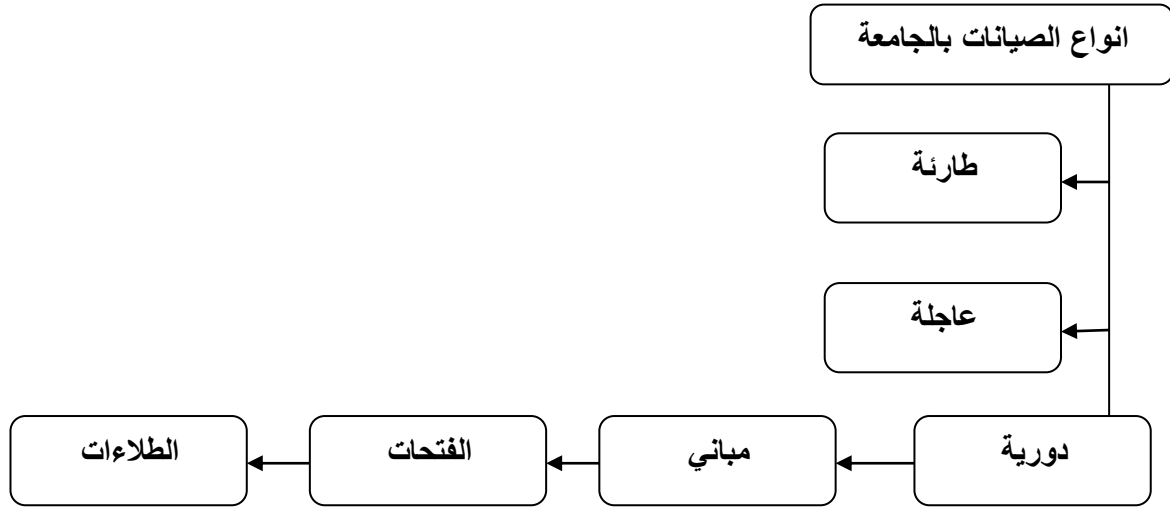 انواع الصيانات بالجامعة
طارئة
عاجلة
دورية
مباني
الفتحات
الطلاءات